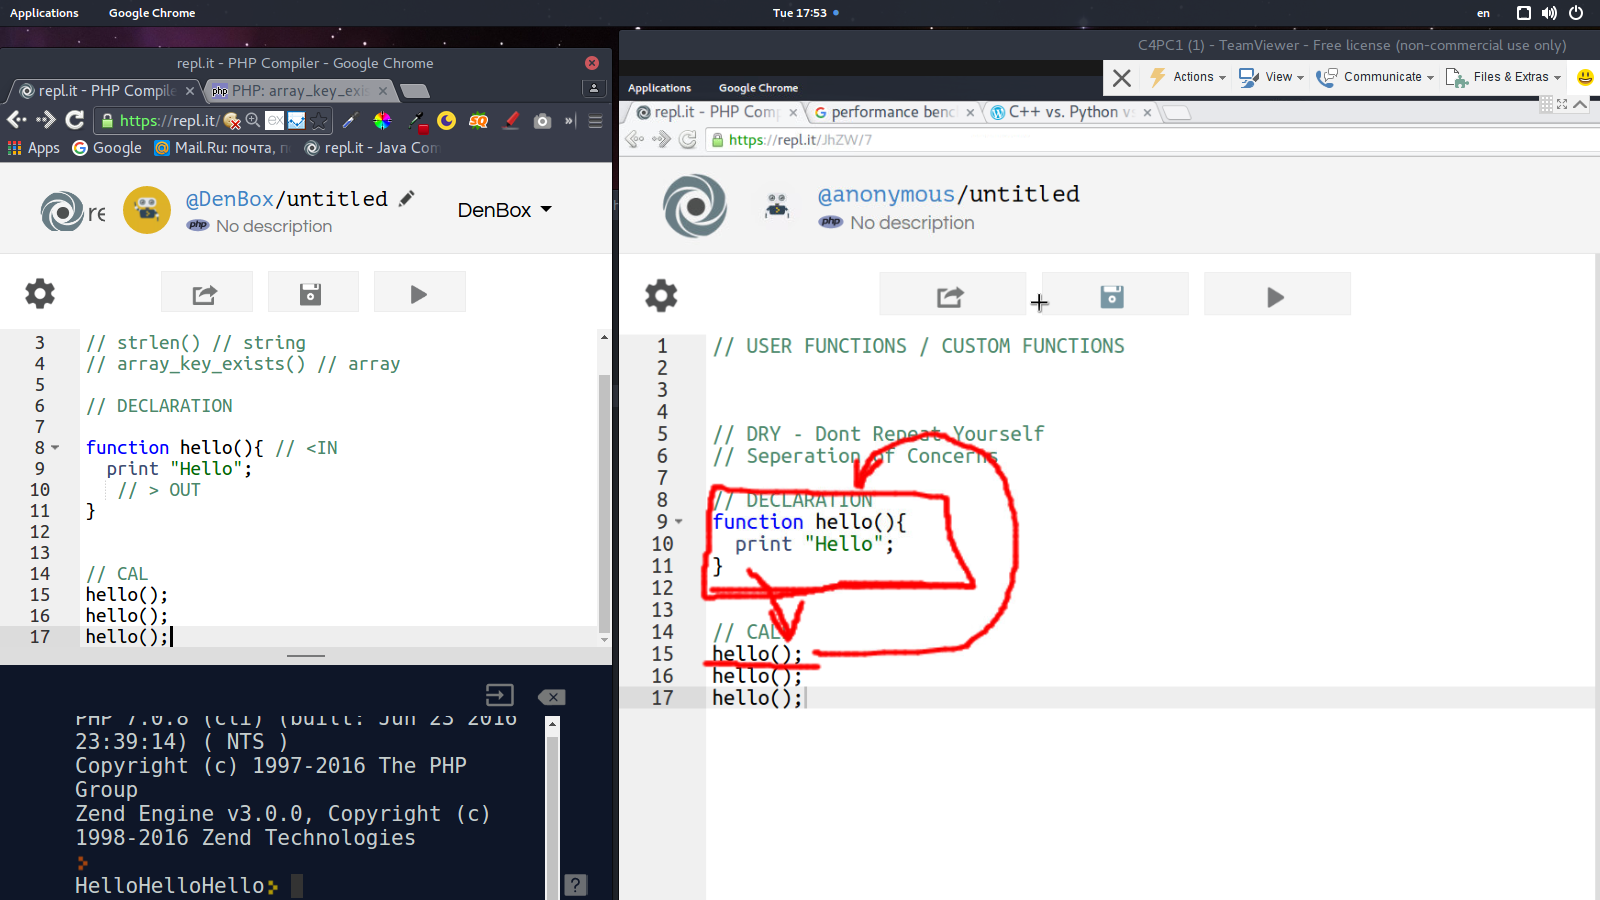 Applications Google Chrome Tue 17:53 en
repl.it - PHP Compiler - Google Chrome
repl.it - PHP Compile PHP: array_key_exis
https://repl.it/
Apps Google Mail.Ru: почта, repl.it - Java Com
@DenBox/untitled
php No description
DenBox
3 // strlen() // string
4 // array_key_exists() // array
5
6 // DECLARATION
7
8 function hello(){ // <IN
9 print "Hello";
10 // > OUT
11 }
12
13
14 // CAL
15 hello();
16 hello();
17 hello();
PHP 7.0.8 (cli) (built: Jun 23 2016
23:39:14) ( NTS )
Copyright (c) 1997-2016 The PHP
Group
Zend Engine v3.0.0, Copyright (c)
1998-2016 Zend Technologies
HelloHelloHello
?
C4PC1 (1) - TeamViewer - Free license (non-commercial use only)
Actions View Communicate Files & Extras
Applications Google Chrome
repl.it - PHP Comp performance benc C++ vs. Python v
https://repl.it/JhZW/7
@anonymous/untitled
php No description
1 // USER FUNCTIONS / CUSTOM FUNCTIONS
2
3
4
5 // DRY - Dont Repeat Yourself
6 // Seperation of Concerns
7
8 // DECLARATION
9 function hello(){
10 print "Hello";
11 }
12
13
14 // CAL
15 hello();
16 hello();
17 hello();